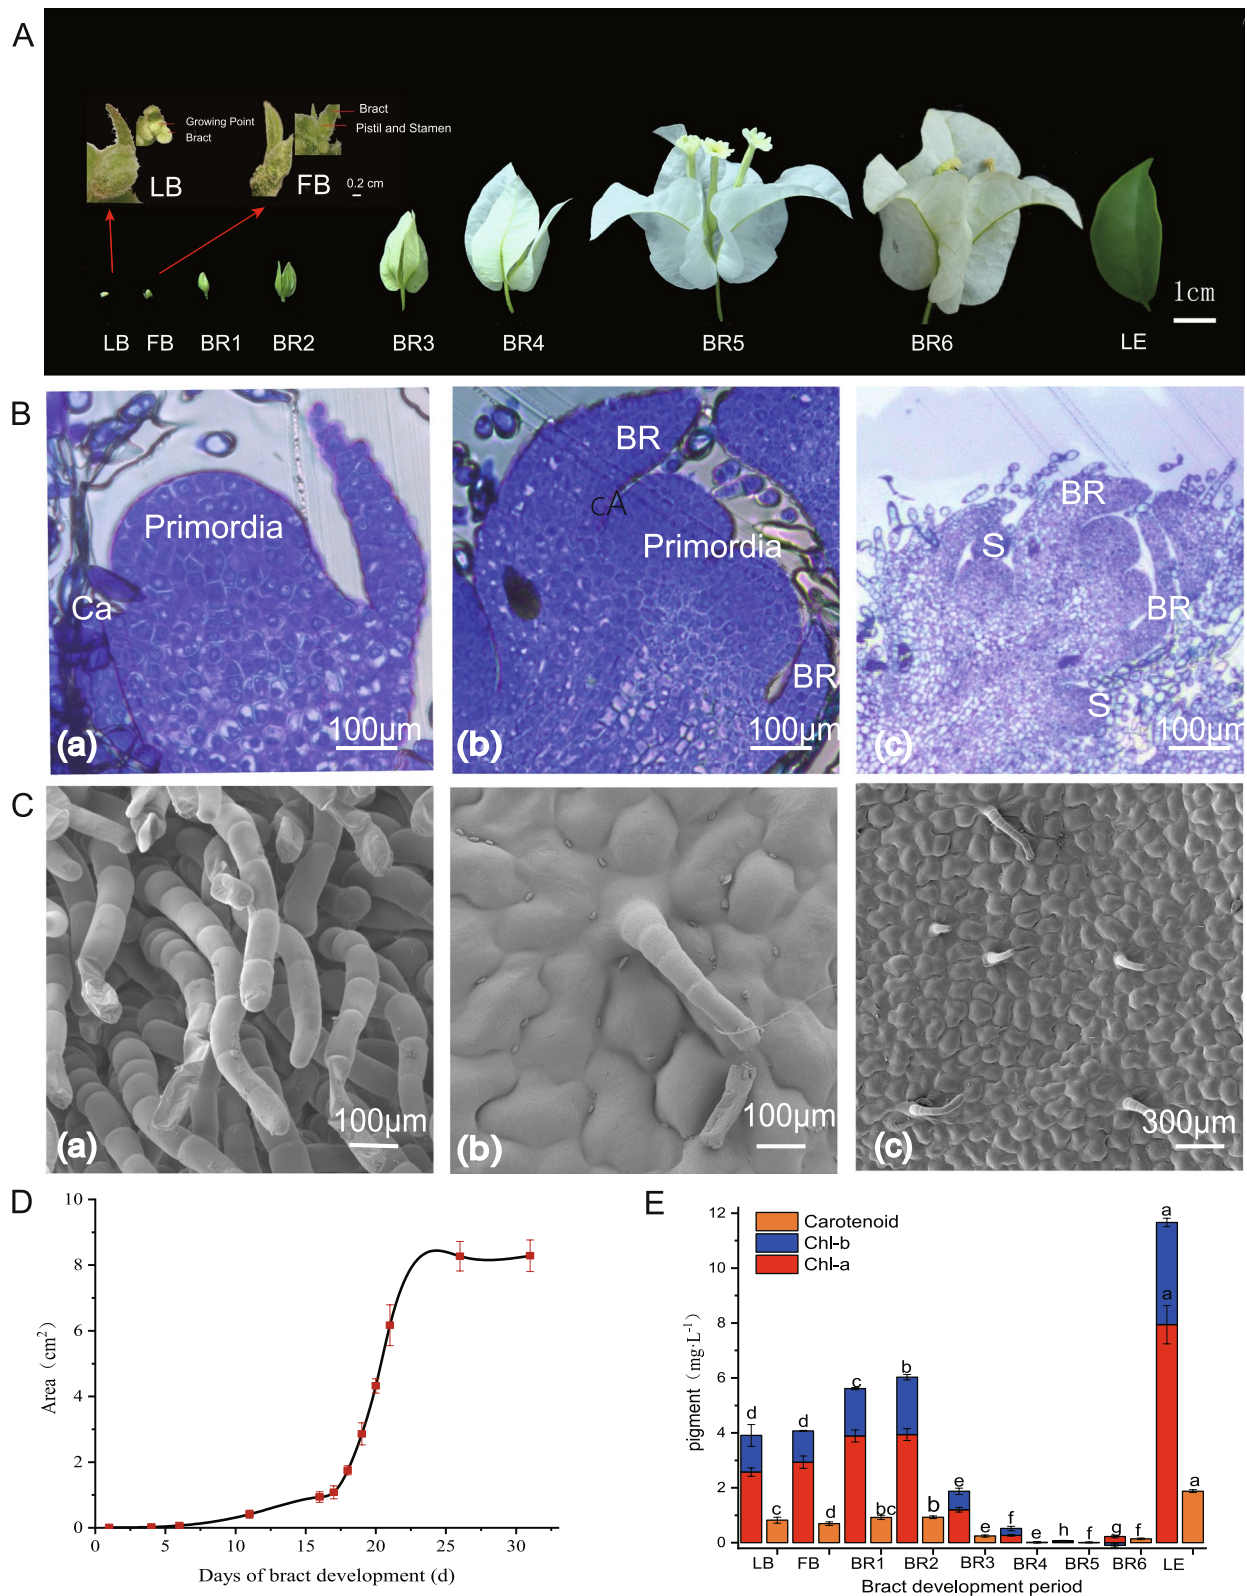 A
Growing Point
Bract
LB
Bract
Pistil and Stamen
FB
0.2 cm
1cm
LB
FB
BR1
BR2
BR3
BR4
BR5
BR6
LE
B
Primordia
Ca
100μm
(a)
BR
cA
Primordia
BR
100μm
(b)
BR
S
BR
S
100μm
(c)
C
100μm
(a)
100μm
(b)
300μm
(c)
D
10
8
6
4
2
0
Area (cm²)
0 5 10 15 20 25 30
Days of bract development (d)
E
Carotenoid
Chl-b
Chl-a
12
10
8
6
4
2
0
pigment (mg·L⁻¹)
d
c
d
d
c
bc
b
b
e
e
f
e
h
f
g
f
a
a
a
LB FB BR1 BR2 BR3 BR4 BR5 BR6 LE
Bract development period